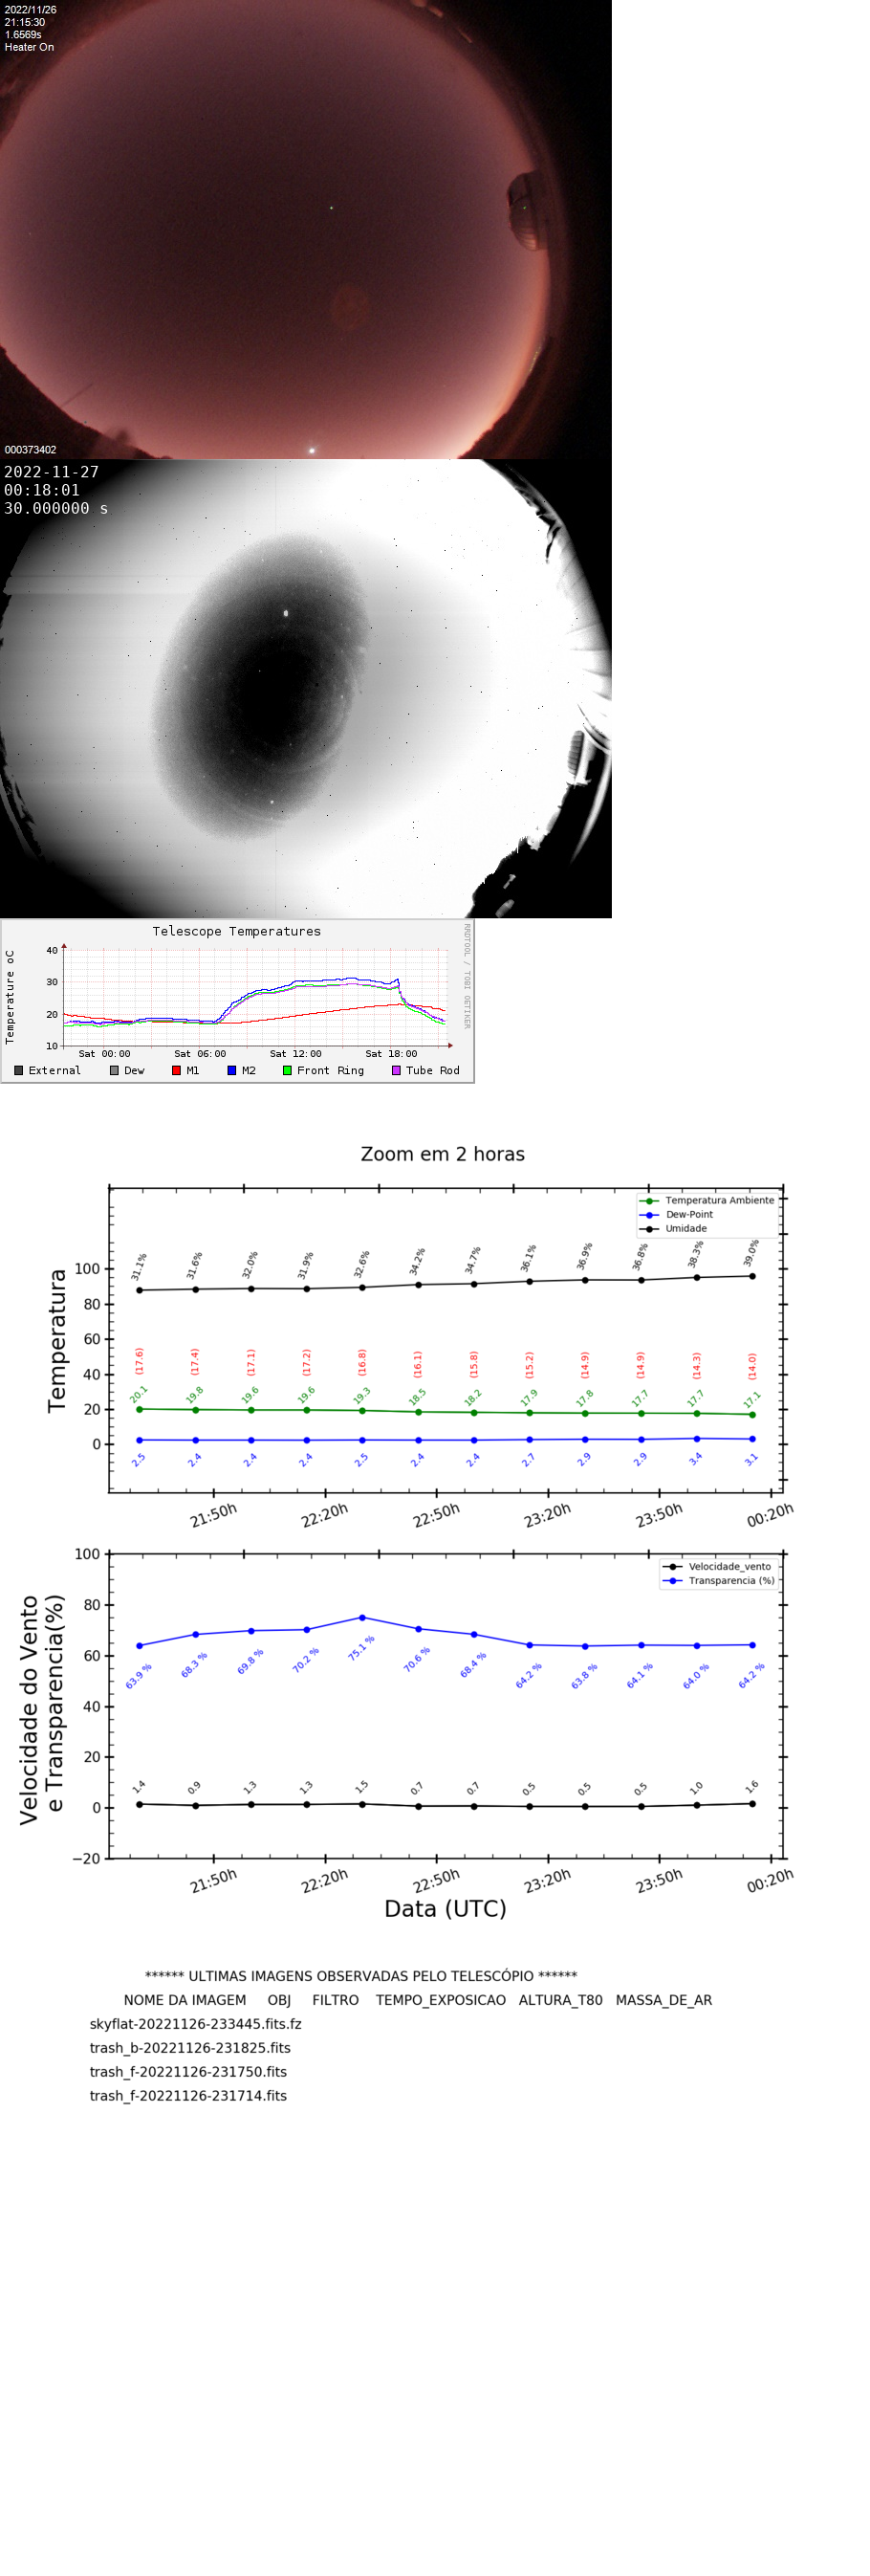 2022/11/26
21:15:30
1.6569s
Heater On
000373402
2022-11-27
00:18:01
30.000000 s
Telescope Temperatures
RRDTOOL / TOBI OETIKER
Temperature oC
40
30
20
10
Sat 00:00 Sat 06:00 Sat 12:00 Sat 18:00
External Dew M1 M2 Front Ring Tube Rod
Zoom em 2 horas
Temperatura Ambiente
Dew-Point
Umidade
Temperatura
100
80
60
40
20
0
31.1% 31.6% 32.0% 31.9% 32.6% 34.2% 34.7% 36.1% 36.9% 36.8% 38.3% 39.0%
(17.6) (17.4) (17.1) (17.2) (16.8) (16.1) (15.8) (15.2) (14.9) (14.9) (14.3) (14.0)
20.1 19.8 19.6 19.6 19.3 18.5 18.2 17.9 17.8 17.7 17.7 17.1
2.5 2.4 2.4 2.4 2.5 2.4 2.4 2.7 2.9 2.9 3.4 3.1
21:50h 22:20h 22:50h 23:20h 23:50h 00:20h
Velocidade_vento
Transparencia (%)
Velocidade do Vento
e Transparencia(%)
100
80
60
40
20
0
−20
63.9 % 68.3 % 69.8 % 70.2 % 75.1 % 70.6 % 68.4 % 64.2 % 63.8 % 64.1 % 64.0 % 64.2 %
1.4 0.9 1.3 1.3 1.5 0.7 0.7 0.5 0.5 0.5 1.0 1.6
21:50h 22:20h 22:50h 23:20h 23:50h 00:20h
Data (UTC)
****** ULTIMAS IMAGENS OBSERVADAS PELO TELESCÓPIO ******
NOME DA IMAGEM OBJ FILTRO TEMPO_EXPOSICAO ALTURA_T80 MASSA_DE_AR
skyflat-20221126-233445.fits.fz
trash_b-20221126-231825.fits
trash_f-20221126-231750.fits
trash_f-20221126-231714.fits